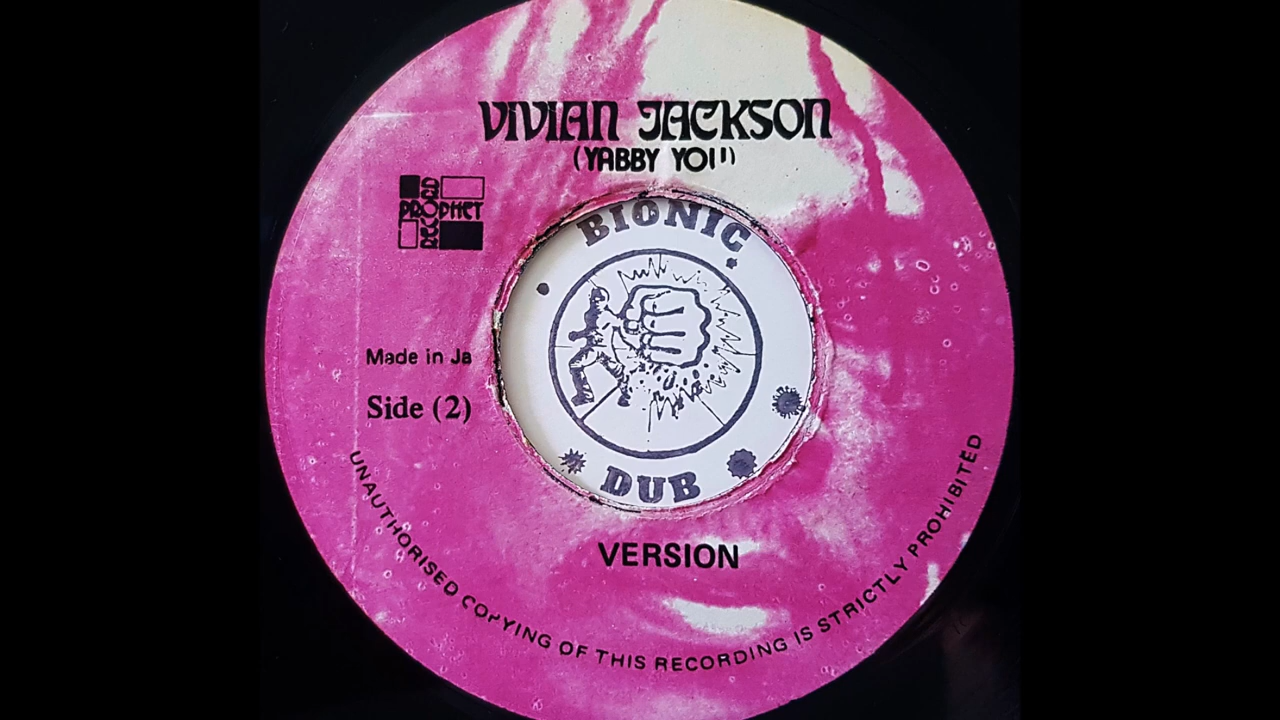 VIVIAN JACKSON
(YABBY YOU)
PROPHET
RECORD
BIONIC
DUB
Made in Ja
Side (2)
VERSION
UNAUTHORISED COPYING OF THIS RECORDING IS STRICTLY PROHIBITED